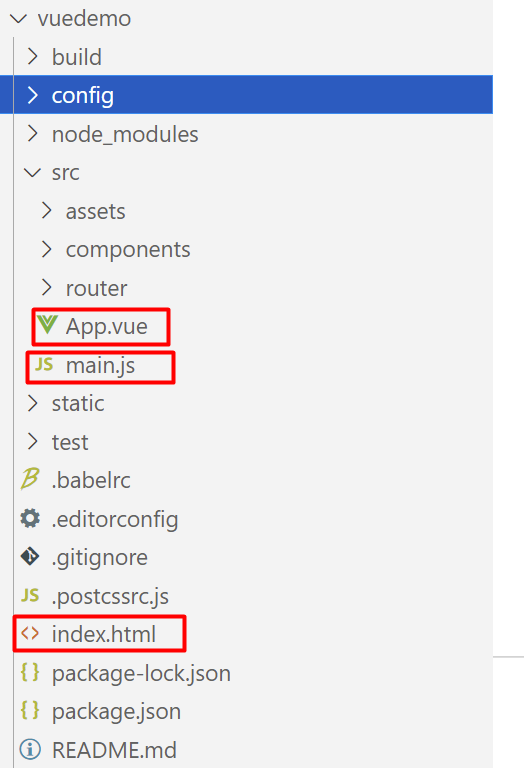 vuedemo
build
config
node_modules
src
assets
components
router
App.vue
JS main.js
static
test
.babelrc
.editorconfig
.gitignore
JS .postcssrc.js
<> index.html
{ } package-lock.json
{ } package.json
README.md